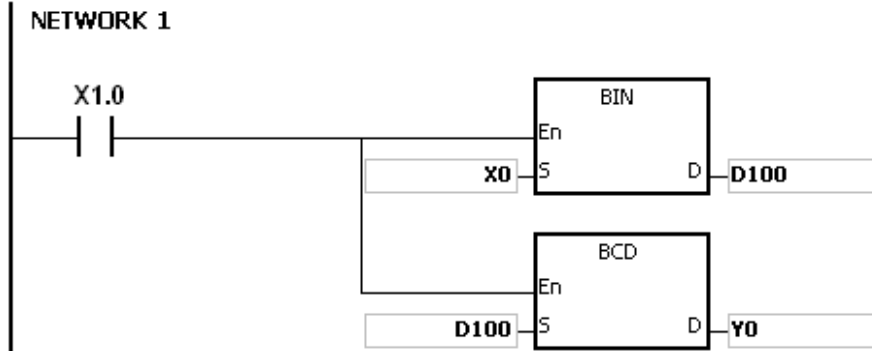 NETWORK 1
X1.0
BIN
En
X0 S D D100
BCD
En
D100 S D Y0